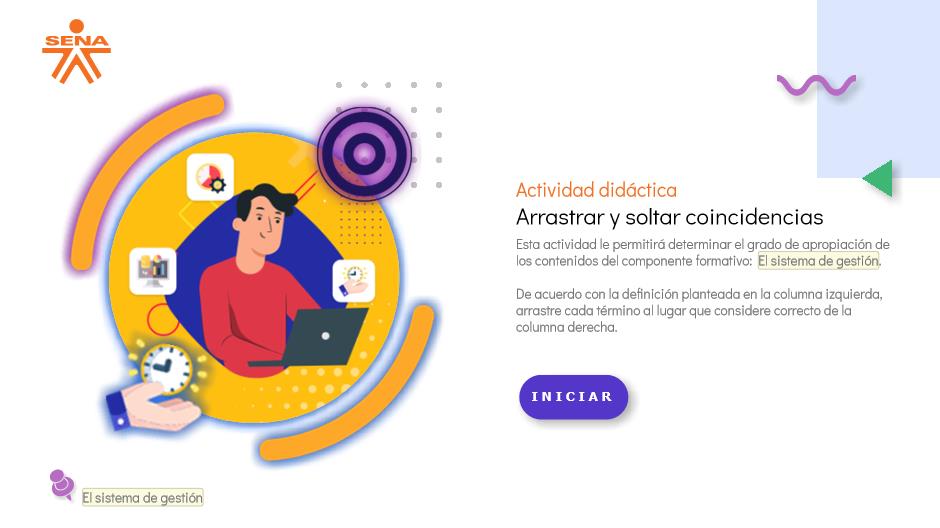 SENA
Actividad didáctica
Arrastrar y soltar coincidencias
Esta actividad le permitirá determinar el grado de apropiación de
los contenidos del componente formativo: El sistema de gestión.
De acuerdo con la definición planteada en la columna izquierda,
arrastre cada término al lugar que considere correcto de la
columna derecha.
INICIAR
El sistema de gestión